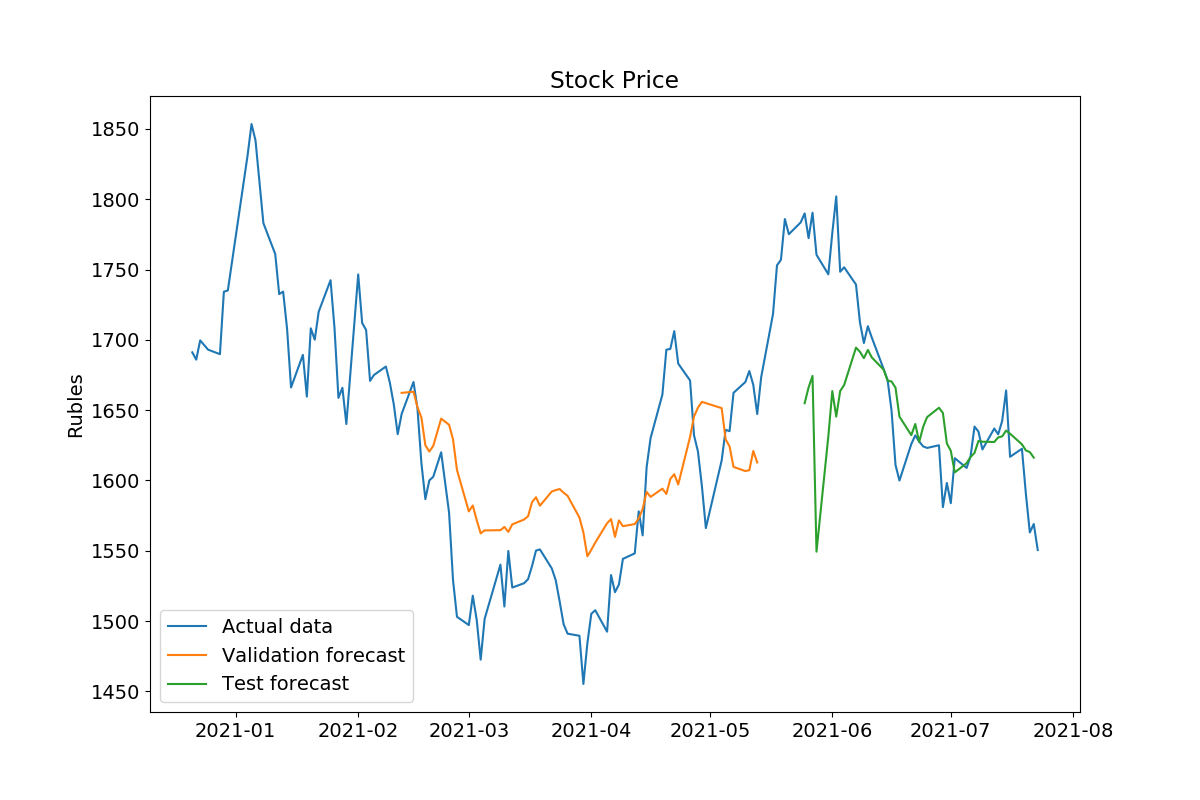 Stock Price
Rubles
1850
1800
1750
1700
1650
1600
1550
1500
1450
Actual data
Validation forecast
Test forecast
2021-01 2021-02 2021-03 2021-04 2021-05 2021-06 2021-07 2021-08